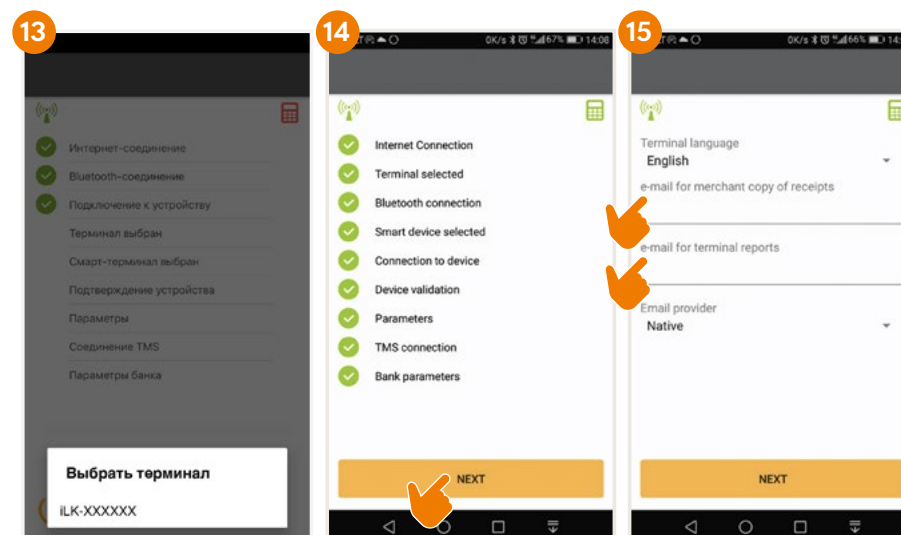 13
Интернет-соединение
Bluetooth-соединение
Подключение к устройству
Терминал выбран
Смарт-терминал выбран
Подтверждение устройства
Параметры
Соединение TMS
Параметры банка
Выбрать терминал
iLK-XXXXXX
14
0K/s 67% 14:08
Internet Connection
Terminal selected
Bluetooth connection
Smart device selected
Connection to device
Device validation
Parameters
TMS connection
Bank parameters
NEXT
15
0K/s 66%
Terminal language
English
e-mail for merchant copy of receipts
e-mail for terminal reports
Email provider
Native
NEXT